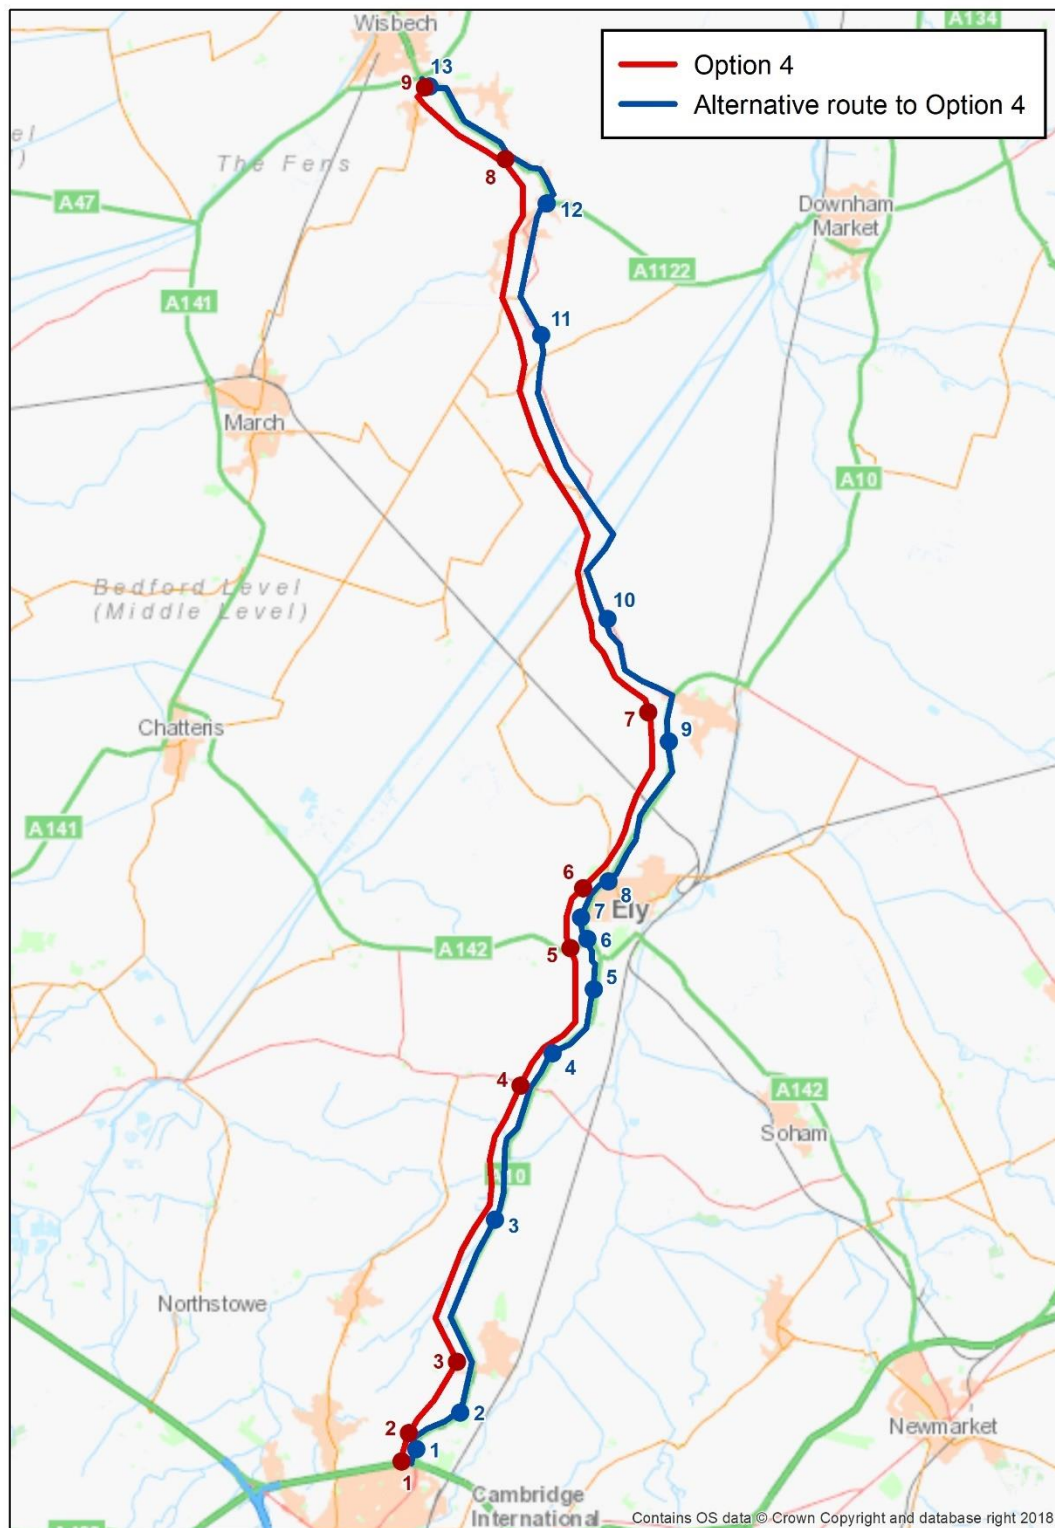 Wisbech
A134
Option 4
Alternative route to Option 4
9
13
The Fens
8
A47
12
Downham
Market
A1122
A141
11
March
A10
Bedford Level
(Middle Level)
10
7
9
Chatteris
A141
6
8
Ely
7
A142
6
5
5
4
4
A142
Soham
A10
3
Northstowe
3
2
2
Newmarket
1
1
Cambridge
International
Contains OS data © Crown Copyright and database right 2018